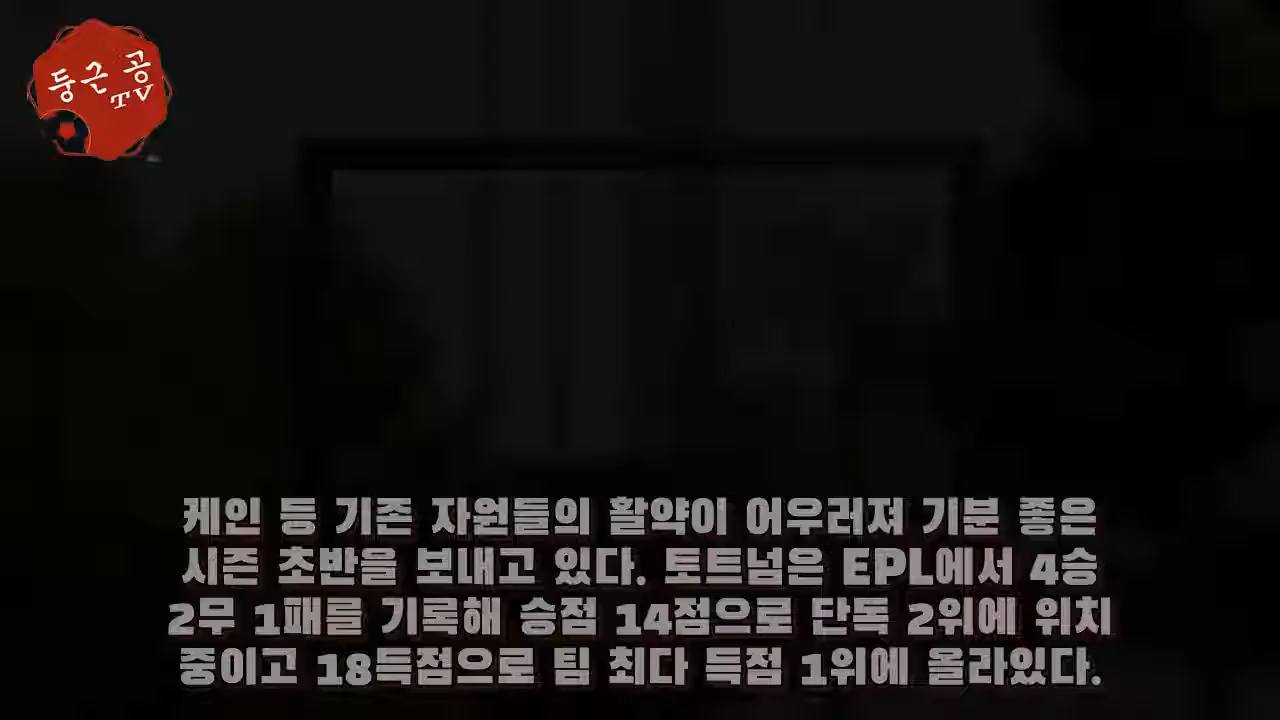 둥근 공
TV
케인 등 기존 자원들의 활약이 어우러져 기분 좋은
시즌 초반을 보내고 있다. 토트넘은 EPL에서 4승
2무 1패를 기록해 승점 14점으로 단독 2위에 위치
중이고 18득점으로 팀 최다 득점 1위에 올라있다.